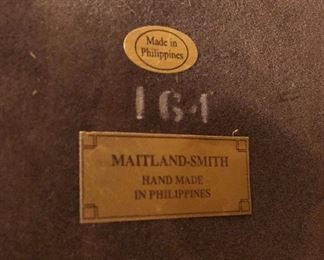 Made in
Philippines
164
MAITLAND-SMITH
HAND MADE
IN PHILIPPINES